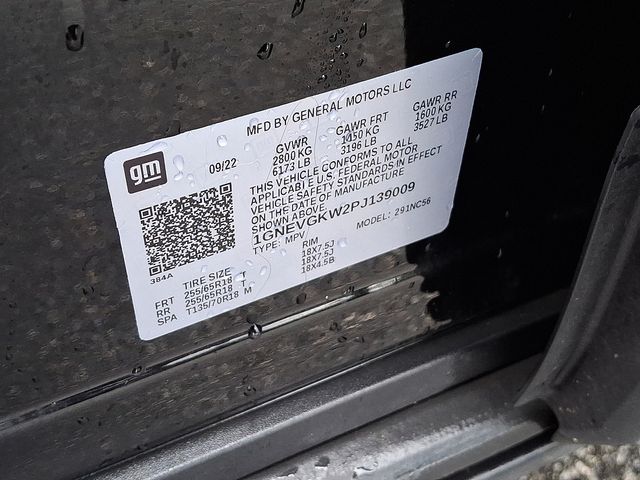 MFD BY GENERAL MOTORS LLC
gm
09/22
GVWR
2800 KG
6173 LB
GAWR FRT
1450 KG
3196 LB
GAWR RR
1600 KG
3527 LB
THIS VEHICLE CONFORMS TO ALL
APPLICABLE U.S. FEDERAL MOTOR
VEHICLE SAFETY STANDARDS IN EFFECT
ON THE DATE OF MANUFACTURE
SHOWN ABOVE.
1GNEVGKW2PJ139009
TYPE: MPV
MODEL: 291NC56
384A
TIRE SIZE RIM
FRT 255/65R18 T 18X7.5J
RR 255/65R18 T 18X7.5J
SPA T135/70R18 M 18X4.5B